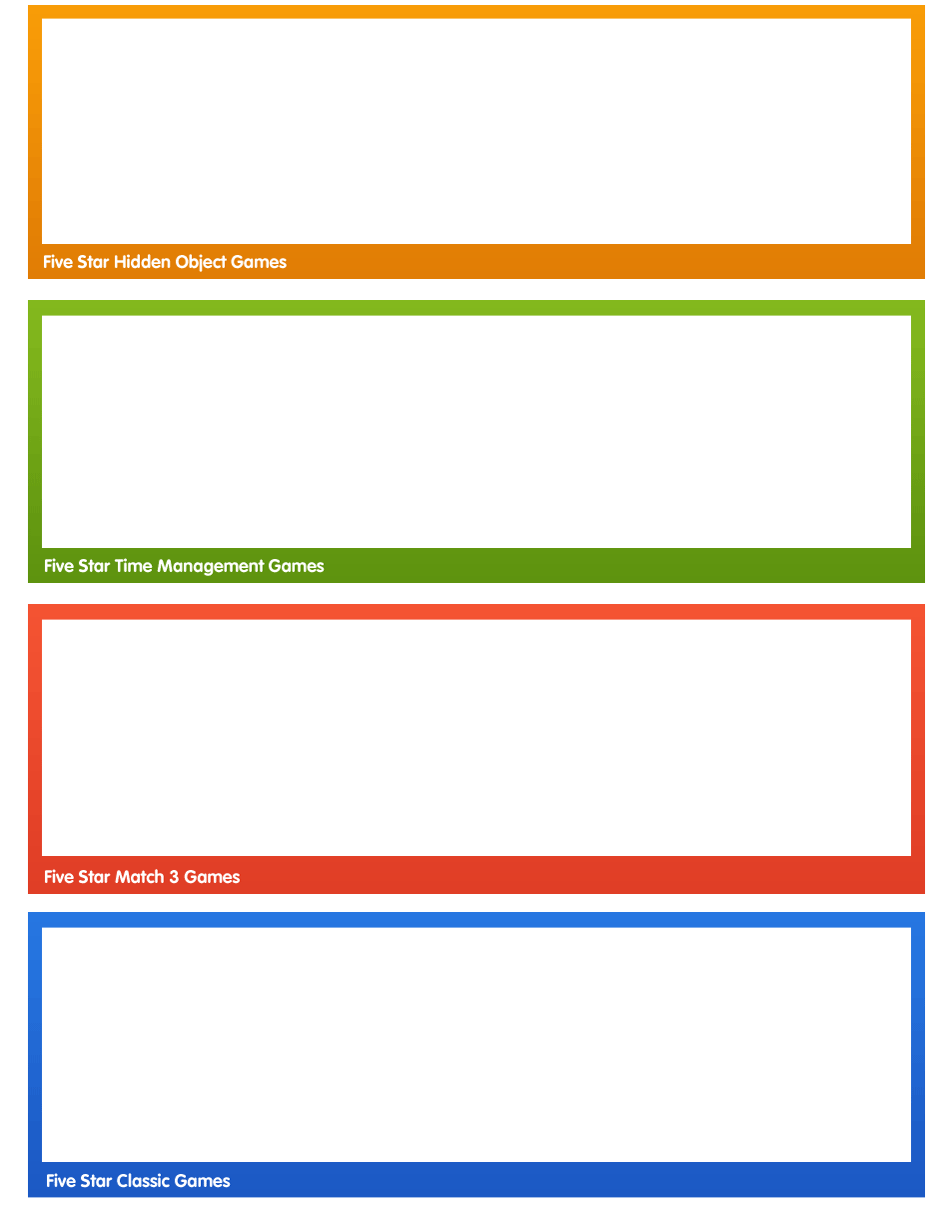 Five Star Hidden Object Games
Five Star Time Management Games
Five Star Match 3 Games
Five Star Classic Games